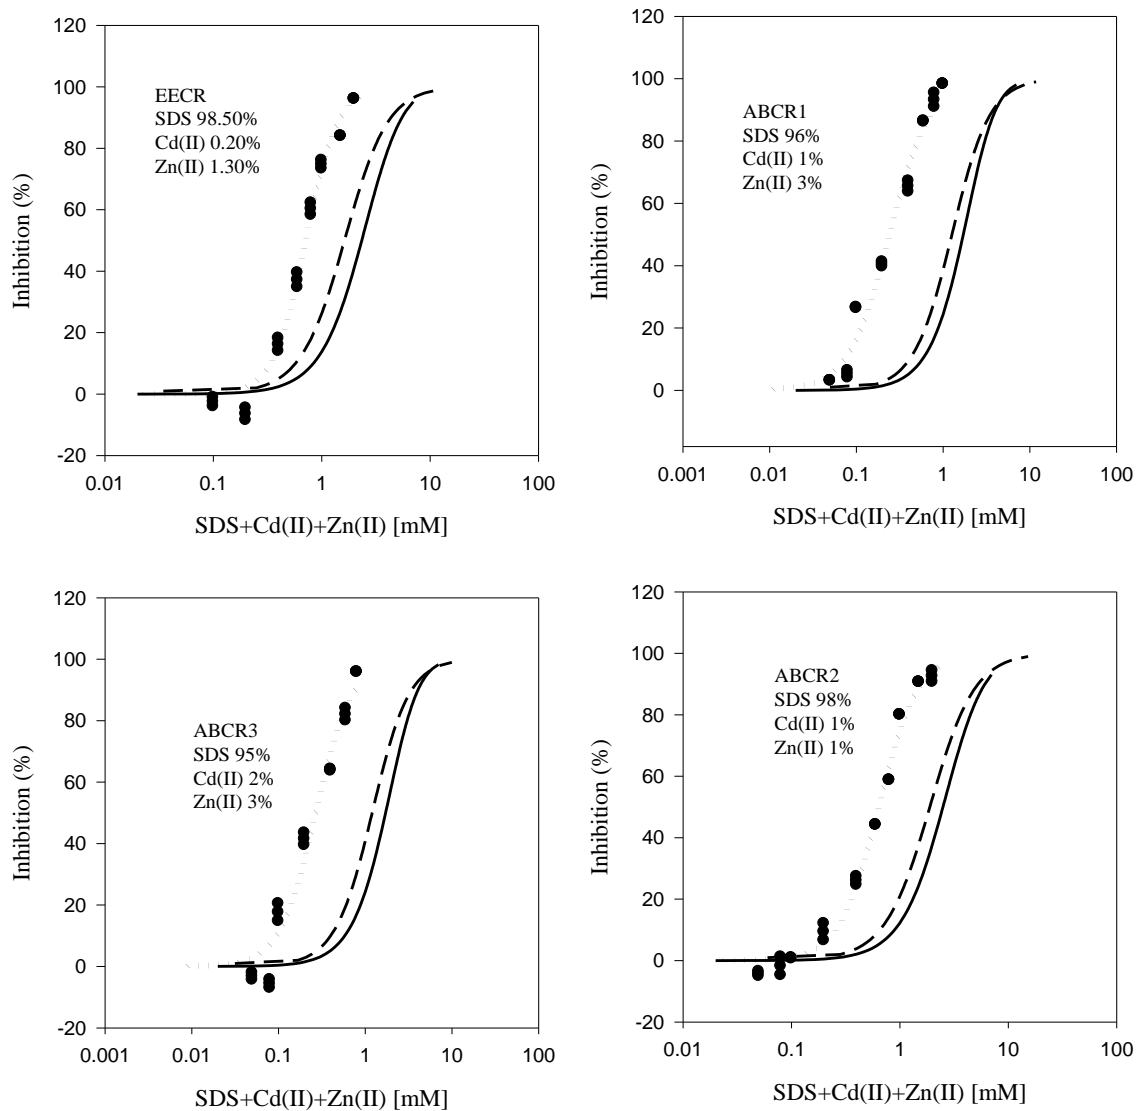 120
100
80
60
40
20
0
-20
Inhibition (%)
EECR
SDS 98.50%
Cd(II) 0.20%
Zn(II) 1.30%
0.01 0.1 1 10 100
SDS+Cd(II)+Zn(II) [mM]
120
100
80
60
40
20
0
Inhibition (%)
ABCR1
SDS 96%
Cd(II) 1%
Zn(II) 3%
0.001 0.01 0.1 1 10 100
SDS+Cd(II)+Zn(II) [mM]
120
100
80
60
40
20
0
-20
Inhibition (%)
ABCR3
SDS 95%
Cd(II) 2%
Zn(II) 3%
0.001 0.01 0.1 1 10 100
SDS+Cd(II)+Zn(II) [mM]
120
100
80
60
40
20
0
-20
Inhibition (%)
ABCR2
SDS 98%
Cd(II) 1%
Zn(II) 1%
0.01 0.1 1 10 100
SDS+Cd(II)+Zn(II) [mM]